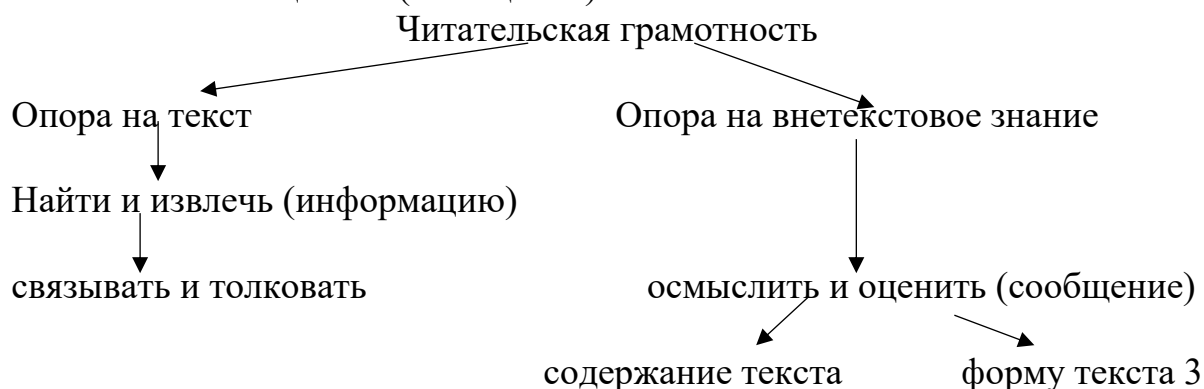 Читательская грамотность
Опора на текст Опора на внетекстовое знание
Найти и извлечь (информацию)
связывать и толковать осмыслить и оценить (сообщение)
содержание текста форму текста 3